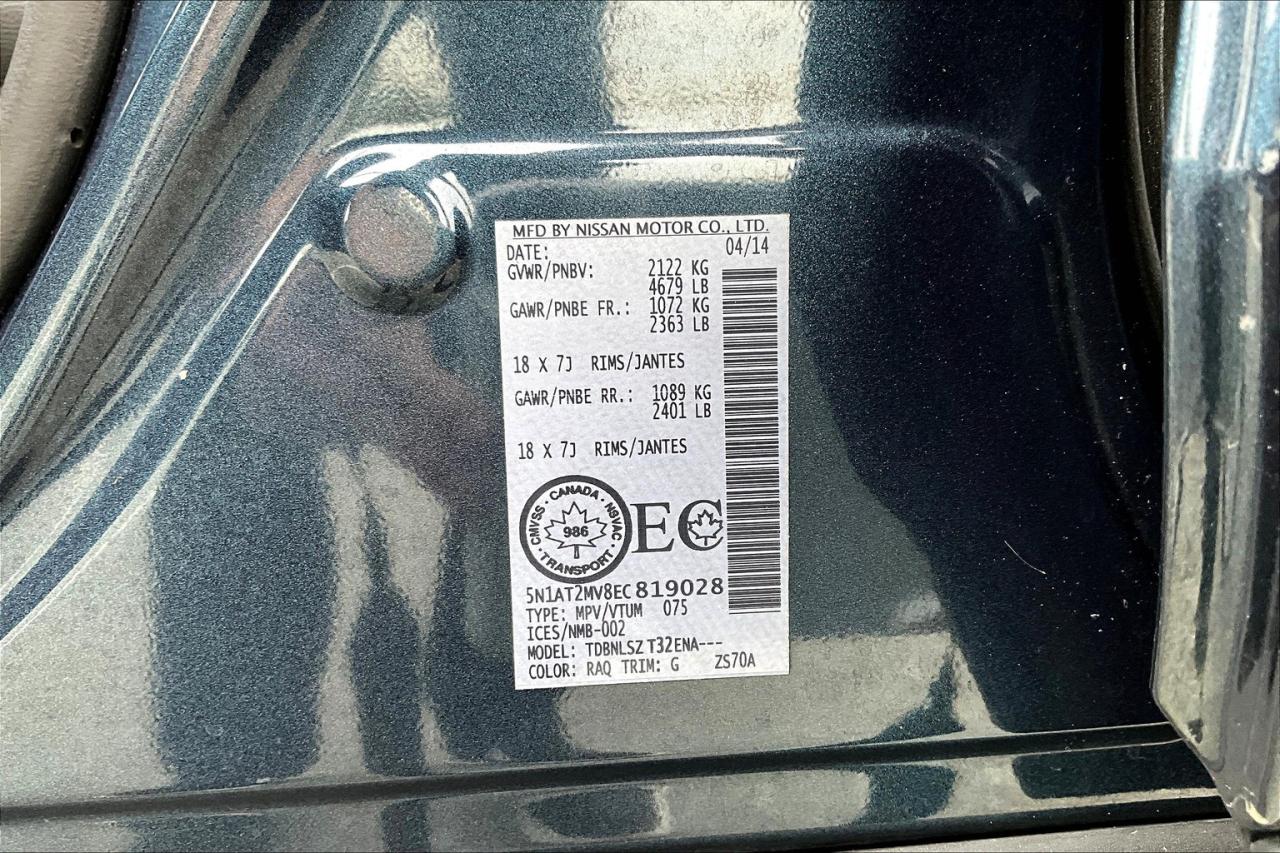 MFD BY NISSAN MOTOR CO., LTD.
DATE: 04/14
GVWR/PNBV: 2122 KG
4679 LB
GAWR/PNBE FR.: 1072 KG
2363 LB
18 X 7J RIMS/JANTES
GAWR/PNBE RR.: 1089 KG
2401 LB
18 X 7J RIMS/JANTES
CANADA · NSVAC · TRANSPORT · CMVSS ·
986
EC
5N1AT2MV8EC819028
TYPE: MPV/VTUM 075
ICES/NMB-002
MODEL: TDBNLSZ T32ENA---
COLOR: RAQ TRIM: G ZS70A